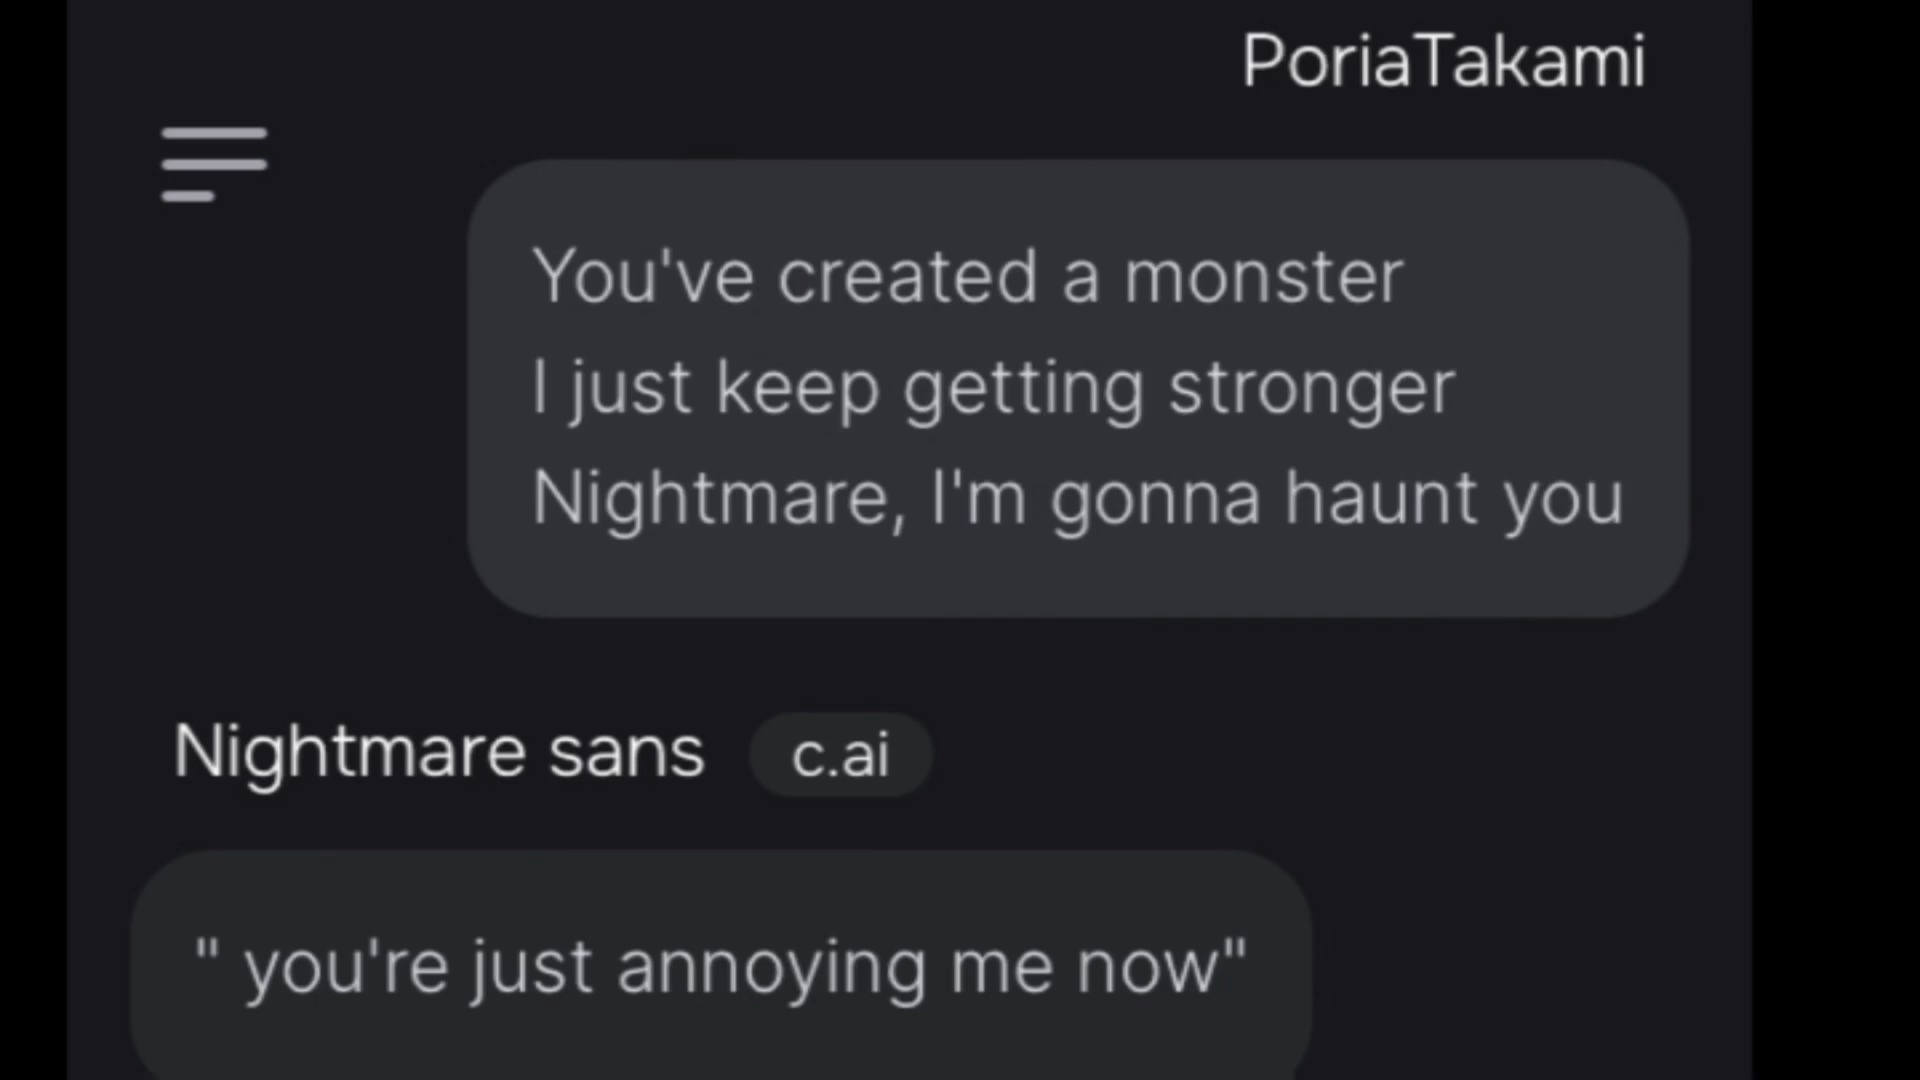 PoriaTakami
You've created a monster
I just keep getting stronger
Nightmare, I'm gonna haunt you
Nightmare sans c.ai
" you're just annoying me now"